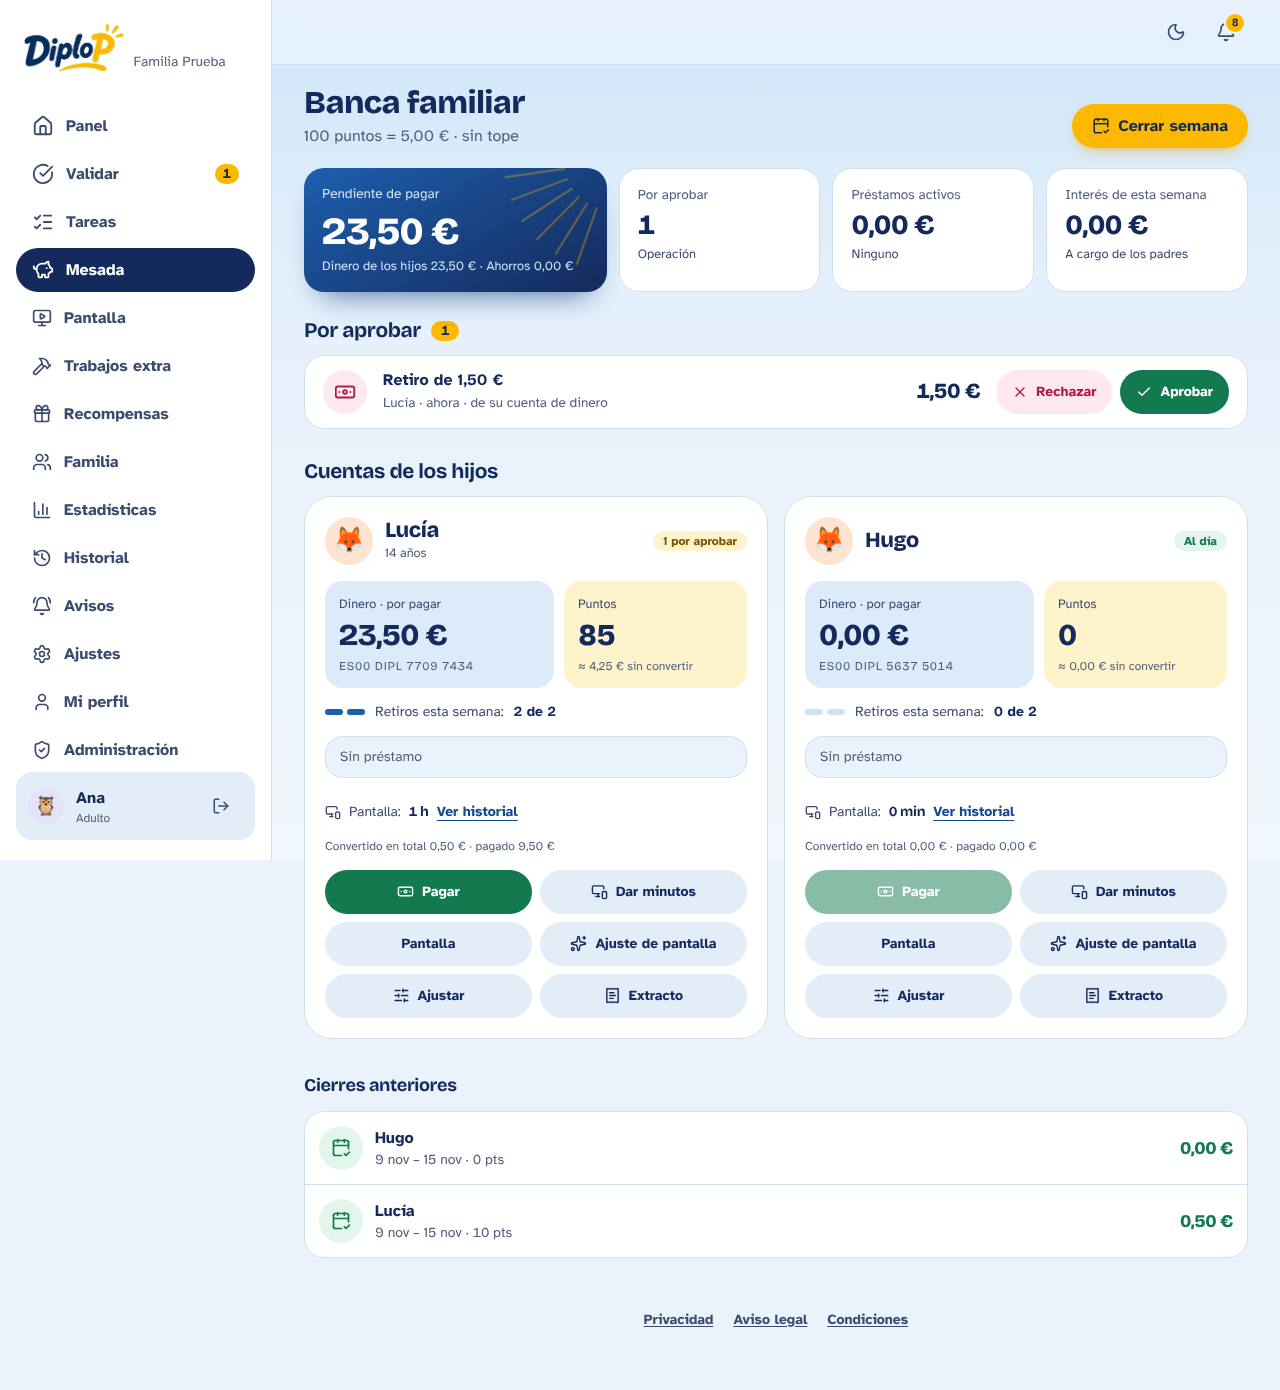 DiploP
Familia Prueba
Panel
Validar
1
Tareas
Mesada
Pantalla
Trabajos extra
Recompensas
Familia
Estadísticas
Historial
Avisos
Ajustes
Mi perfil
Administración
Ana
Adulto
8
Banca familiar
100 puntos = 5,00 € · sin tope
Cerrar semana
Pendiente de pagar
23,50 €
Dinero de los hijos 23,50 € · Ahorros 0,00 €
Por aprobar
1
Operación
Préstamos activos
0,00 €
Ninguno
Interés de esta semana
0,00 €
A cargo de los padres
Por aprobar 1
Retiro de 1,50 €
Lucía · ahora · de su cuenta de dinero
1,50 €
Rechazar
Aprobar
Cuentas de los hijos
Lucía
14 años
1 por aprobar
Dinero · por pagar
23,50 €
ES00 DIPL 7709 7434
Puntos
85
≈ 4,25 € sin convertir
Retiros esta semana: 2 de 2
Sin préstamo
Pantalla: 1 h Ver historial
Convertido en total 0,50 € · pagado 9,50 €
Pagar
Dar minutos
Pantalla
Ajuste de pantalla
Ajustar
Extracto
Hugo
Al día
Dinero · por pagar
0,00 €
ES00 DIPL 5637 5014
Puntos
0
≈ 0,00 € sin convertir
Retiros esta semana: 0 de 2
Sin préstamo
Pantalla: 0 min Ver historial
Convertido en total 0,00 € · pagado 0,00 €
Pagar
Dar minutos
Pantalla
Ajuste de pantalla
Ajustar
Extracto
Cierres anteriores
Hugo
9 nov – 15 nov · 0 pts
0,00 €
Lucía
9 nov – 15 nov · 10 pts
0,50 €
Privacidad
Aviso legal
Condiciones